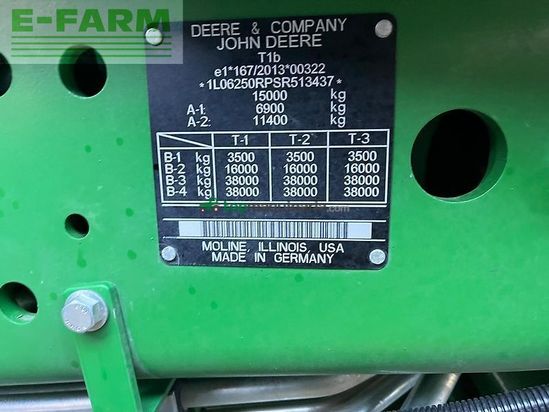 E-FARM
DEERE & COMPANY
JOHN DEERE
T1b
e1*167/2013*00322
*1L06250RPSR513437*
15000 kg
A-1: 6900 kg
A-2: 11400 kg
T-1 T-2 T-3
B-1 kg 3500 3500 3500
B-2 kg 16000 16000 16000
B-3 kg 38000 38000 38000
B-4 kg 38000 38000 38000
MOLINE, ILLINOIS, USA
MADE IN GERMANY